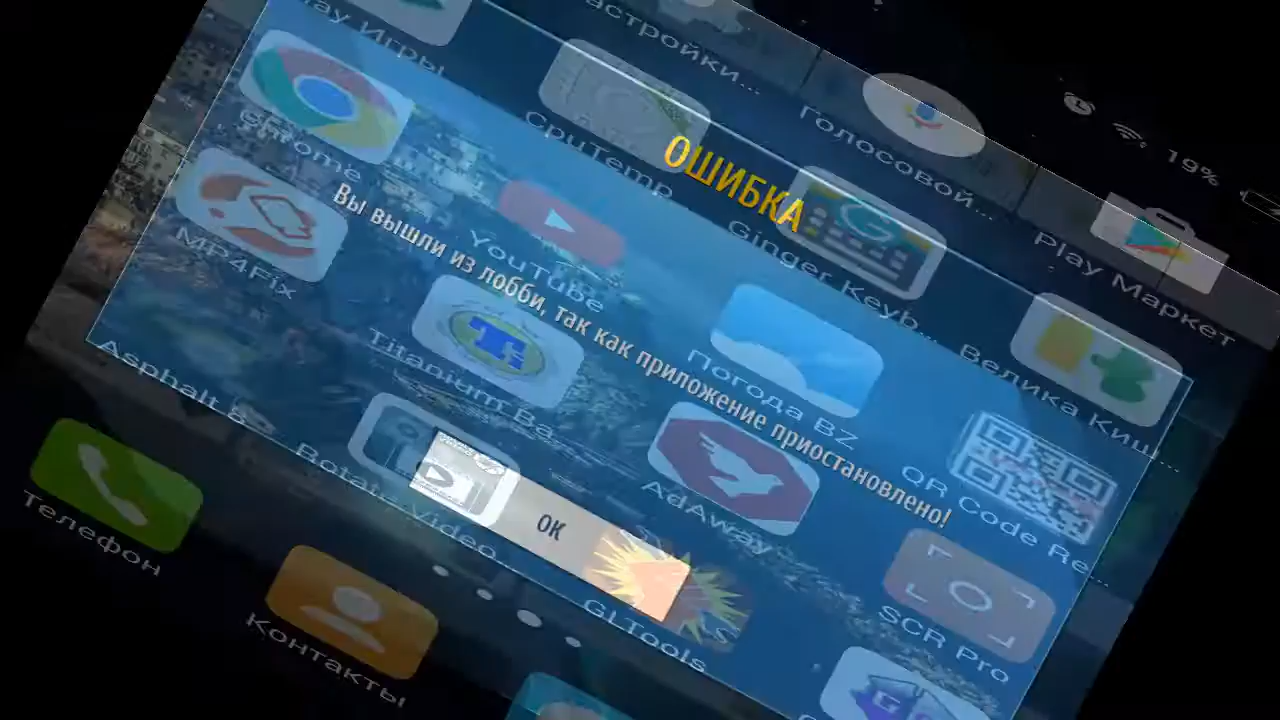 19%
астройки...
Голосовой...
Play Маркет
lay Игры
CpuTemp
Ginger Keyb...
Велика Киш...
Chrome
YouTube
Погода BZ
QR Code Re...
MP4Fix
Titanium Ba...
AdAway
SCR Pro
Asphalt 8...
Rotate Video...
GLTools
Телефон
Контакты
ОШИБКА
Вы вышли из лобби, так как приложение приостановлено!
OK